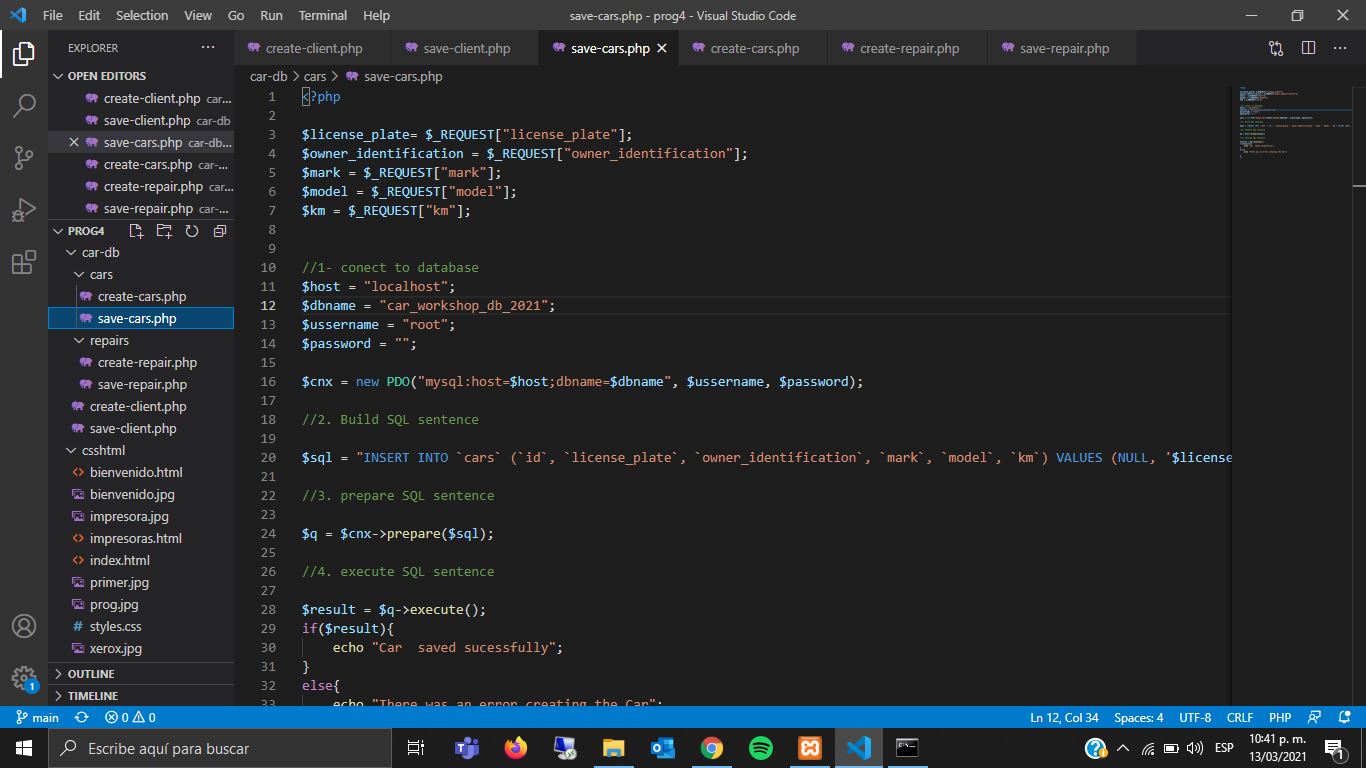 File Edit Selection View Go Run Terminal Help
save-cars.php - prog4 - Visual Studio Code
EXPLORER
OPEN EDITORS
create-client.php car...
save-client.php car-db
save-cars.php car-db...
create-cars.php car-...
create-repair.php car...
save-repair.php car-...
PROG4
car-db
cars
create-cars.php
save-cars.php
repairs
create-repair.php
save-repair.php
create-client.php
save-client.php
csshtml
bienvenido.html
bienvenido.jpg
impresora.jpg
impresoras.html
index.html
primer.jpg
prog.jpg
styles.css
xerox.jpg
OUTLINE
TIMELINE
create-client.php save-client.php save-cars.php create-cars.php create-repair.php save-repair.php
car-db > cars > save-cars.php
1 <?php
2
3 $license_plate= $_REQUEST["license_plate"];
4 $owner_identification = $_REQUEST["owner_identification"];
5 $mark = $_REQUEST["mark"];
6 $model = $_REQUEST["model"];
7 $km = $_REQUEST["km"];
8
9
10 //1- conect to database
11 $host = "localhost";
12 $dbname = "car_workshop_db_2021";
13 $ussername = "root";
14 $password = "";
15
16 $cnx = new PDO("mysql:host=$host;dbname=$dbname", $ussername, $password);
17
18 //2. Build SQL sentence
19
20 $sql = "INSERT INTO `cars` (`id`, `license_plate`, `owner_identification`, `mark`, `model`, `km`) VALUES (NULL, '$license
21
22 //3. prepare SQL sentence
23
24 $q = $cnx->prepare($sql);
25
26 //4. execute SQL sentence
27
28 $result = $q->execute();
29 if($result){
30 echo "Car  saved sucessfully";
31 }
32 else{
33 echo "There was an error creating the Car";
1
main 0 0
Ln 12, Col 34 Spaces: 4 UTF-8 CRLF PHP
Escribe aquí para buscar
ESP
10:41 p. m.
13/03/2021
1